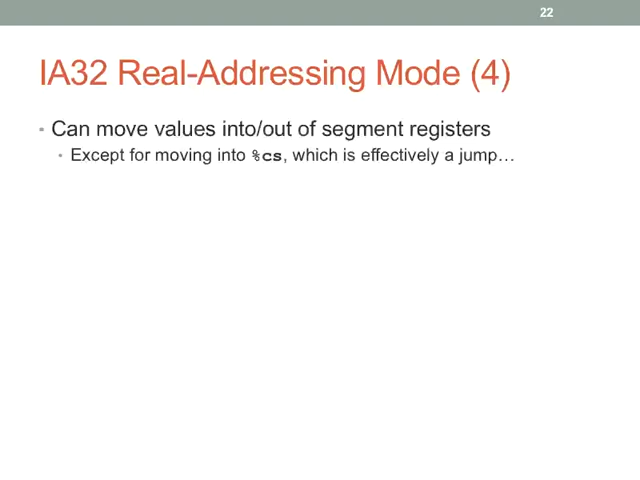 22
IA32 Real-Addressing Mode (4)
• Can move values into/out of segment registers
• Except for moving into %cs, which is effectively a jump…